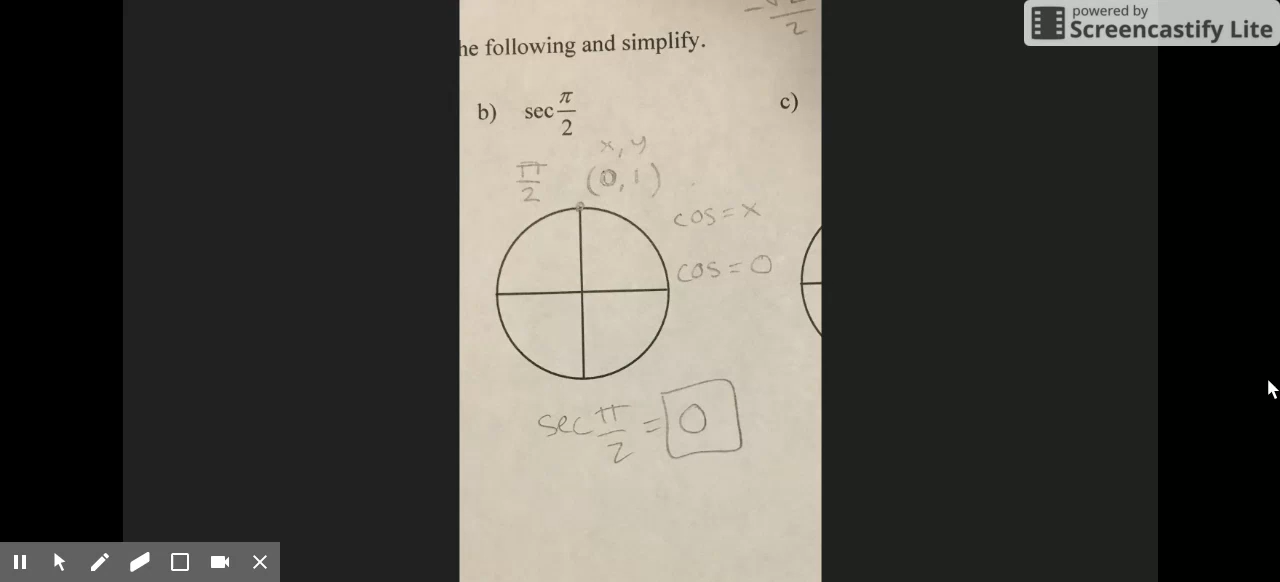 powered by
Screencastify Lite
2
he following and simplify.
b) sec π/2
c)
x, y
π/2 (0, 1)
cos = x
cos = 0
sec π/2 = 0